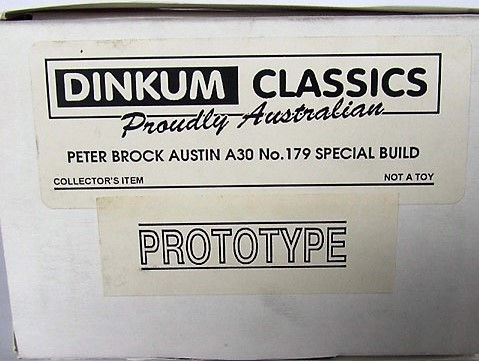 DINKUM CLASSICS
Proudly Australian
PETER BROCK AUSTIN A30 No.179 SPECIAL BUILD
COLLECTOR'S ITEM NOT A TOY
PROTOTYPE